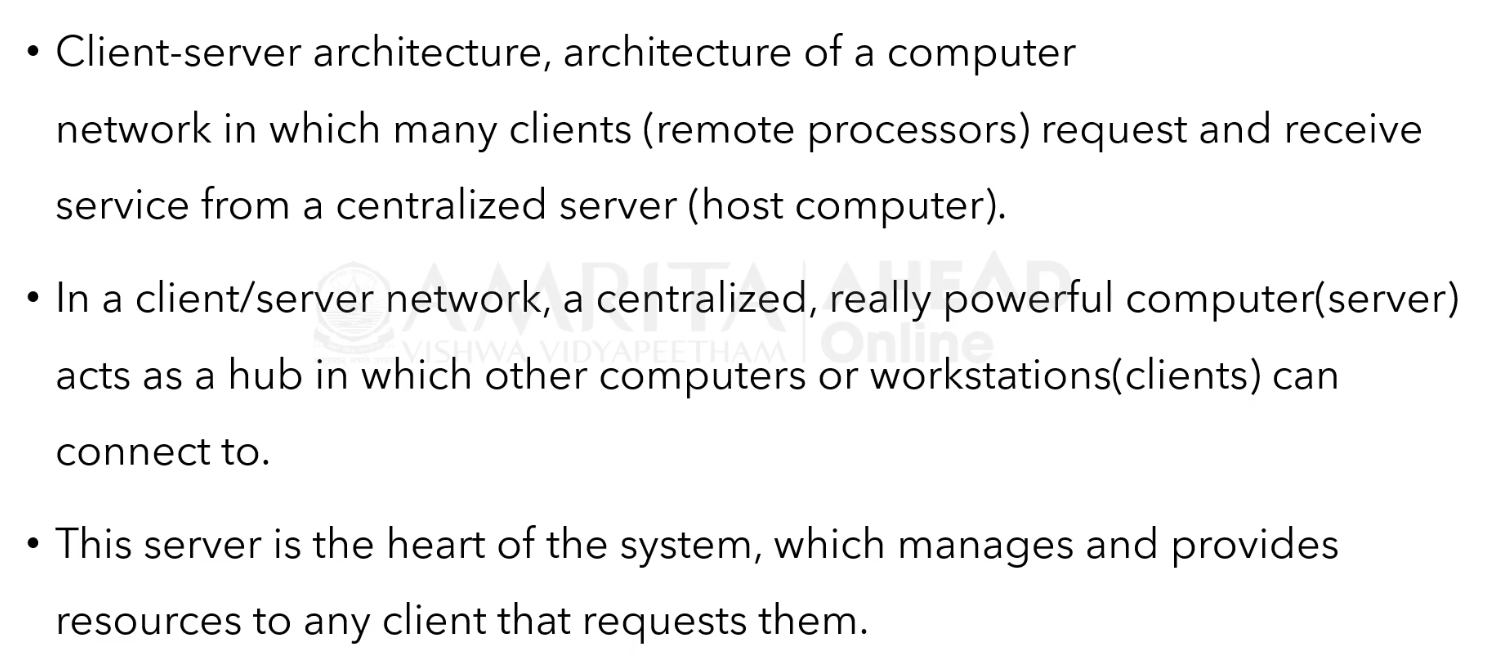 • Client-server architecture, architecture of a computer
network in which many clients (remote processors) request and receive
service from a centralized server (host computer).
• In a client/server network, a centralized, really powerful computer(server)
AMRITA AHEAD
VISHWA VIDYAPEETHAM Online
acts as a hub in which other computers or workstations(clients) can
connect to.
• This server is the heart of the system, which manages and provides
resources to any client that requests them.